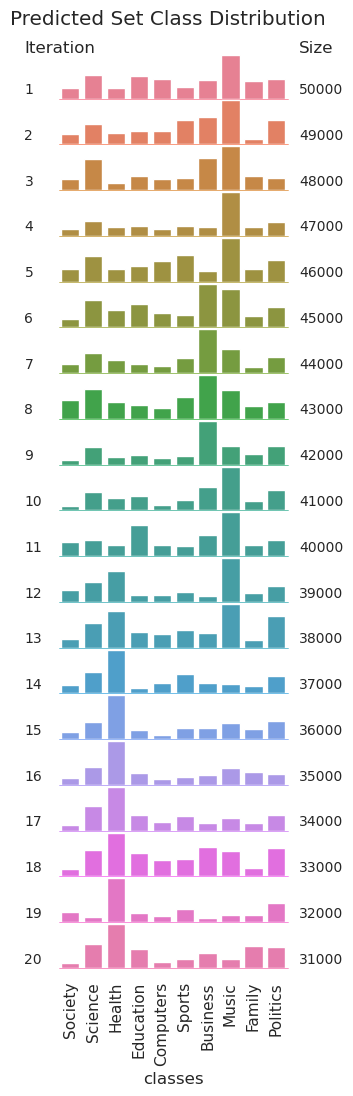 Predicted Set Class Distribution
Iteration Size
1 50000
2 49000
3 48000
4 47000
5 46000
6 45000
7 44000
8 43000
9 42000
10 41000
11 40000
12 39000
13 38000
14 37000
15 36000
16 35000
17 34000
18 33000
19 32000
20 31000
Society
Science
Health
Education
Computers
Sports
Business
Music
Family
Politics
classes